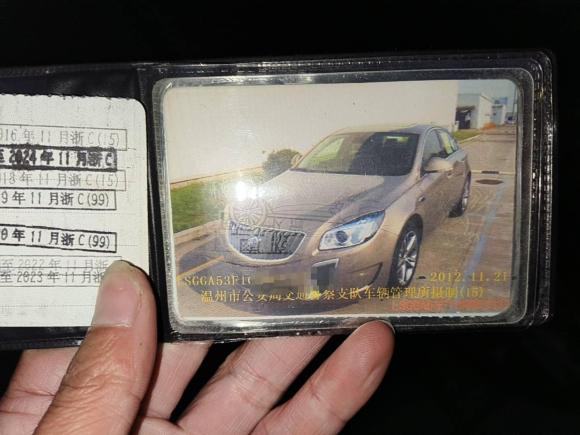 016年11月浙C(15)
至2024年11月浙C
018年11月浙C(15)
9年11月浙C(99)
0年11月浙C(99)
至2022年11月
至2023年11月
SGGA53F1
2012.11.21
温州市公安局交通警察支队车辆管理所摄制(15)